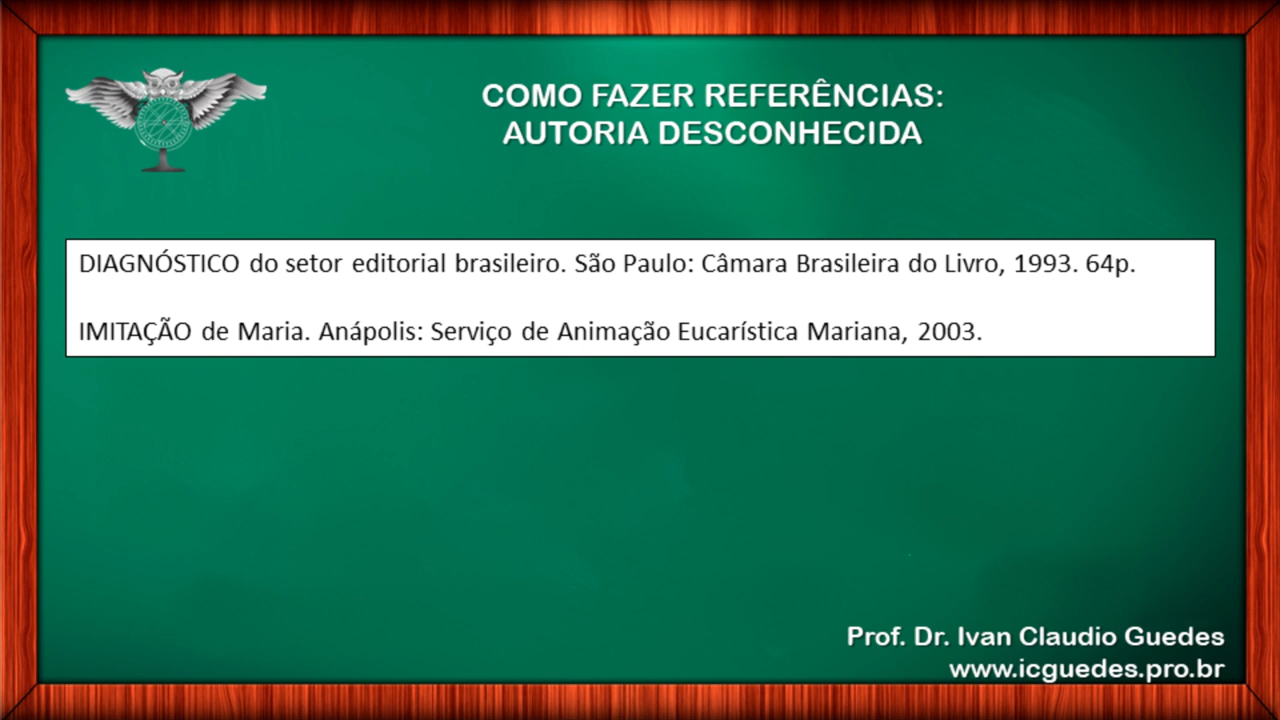 COMO FAZER REFERÊNCIAS:
AUTORIA DESCONHECIDA
DIAGNÓSTICO do setor editorial brasileiro. São Paulo: Câmara Brasileira do Livro, 1993. 64p.
IMITAÇÃO de Maria. Anápolis: Serviço de Animação Eucarística Mariana, 2003.
Prof. Dr. Ivan Claudio Guedes
www.icguedes.pro.br